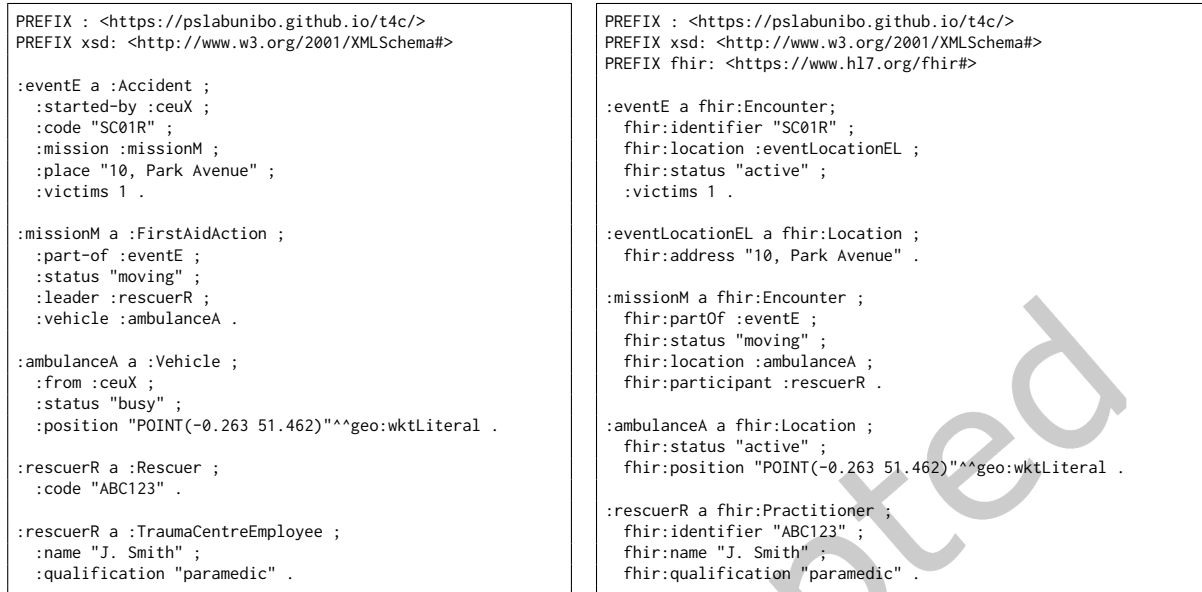 PREFIX : <https://pslabunibo.github.io/t4c/>
PREFIX xsd: <http://www.w3.org/2001/XMLSchema#>

:eventE a :Accident ;
  :started-by :ceuX ;
  :code "SC01R" ;
  :mission :missionM ;
  :place "10, Park Avenue" ;
  :victims 1 .

:missionM a :FirstAidAction ;
  :part-of :eventE ;
  :status "moving" ;
  :leader :rescuerR ;
  :vehicle :ambulanceA .

:ambulanceA a :Vehicle ;
  :from :ceuX ;
  :status "busy" ;
  :position "POINT(-0.263 51.462)"^^geo:wktLiteral .

:rescuerR a :Rescuer ;
  :code "ABC123" .

:rescuerR a :TraumaCentreEmployee ;
  :name "J. Smith" ;
  :qualification "paramedic" .

PREFIX : <https://pslabunibo.github.io/t4c/>
PREFIX xsd: <http://www.w3.org/2001/XMLSchema#>
PREFIX fhir: <https://www.hl7.org/fhir#>

:eventE a fhir:Encounter;
  fhir:identifier "SC01R" ;
  fhir:location :eventLocationEL ;
  fhir:status "active" ;
  :victims 1 .

:eventLocationEL a fhir:Location ;
  fhir:address "10, Park Avenue" .

:missionM a fhir:Encounter ;
  fhir:partOf :eventE ;
  fhir:status "moving" ;
  fhir:location :ambulanceA ;
  fhir:participant :rescuerR .

:ambulanceA a fhir:Location ;
  fhir:status "active" ;
  fhir:position "POINT(-0.263 51.462)"^^geo:wktLiteral .

:rescuerR a fhir:Practitioner ;
  fhir:identifier "ABC123" ;
  fhir:name "J. Smith" ;
  fhir:qualification "paramedic" .